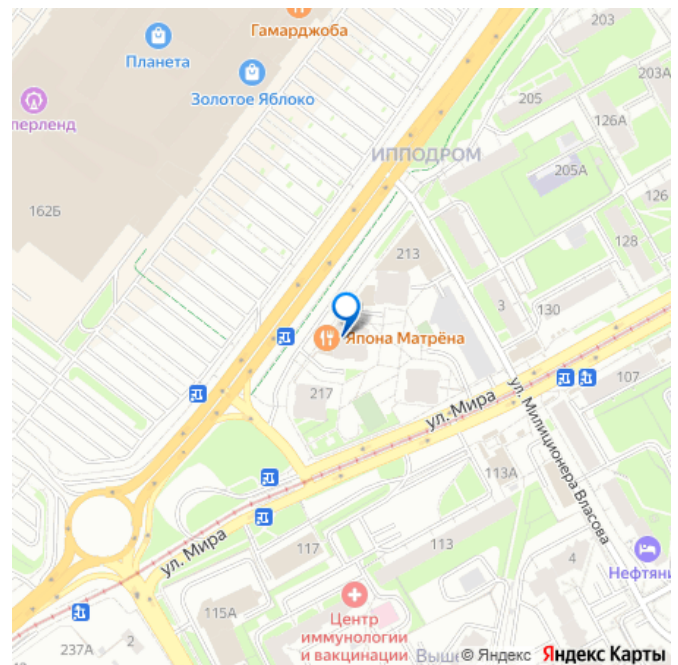 Гамарджоба
203
Планета
203А
205
Золотое Яблоко
перленд
126А
ИППОДРОМ
205А
162Б
126
128
213
3
130
Япона Матрёна
217
107
ул. Мира
ул. Милиционера Власова
113А
ул. Мира
117
113
4
Нефтяни
115А
Центр
иммунологии
и вакцинации
2
237А
Выше
© Яндекс Яндекс Карты